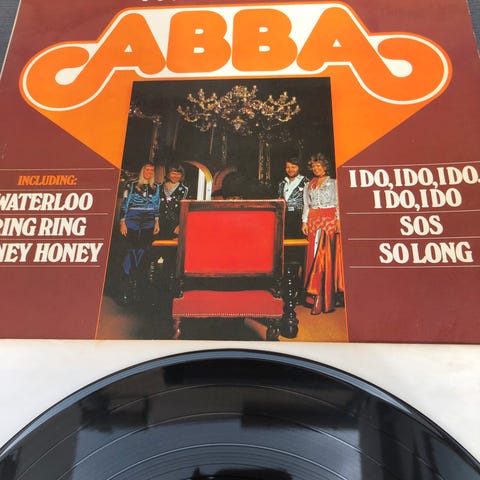 ABBA
INCLUDING:
WATERLOO
RING RING
NEY HONEY
I DO, I DO, I DO,
I DO, I DO
SOS
SO LONG